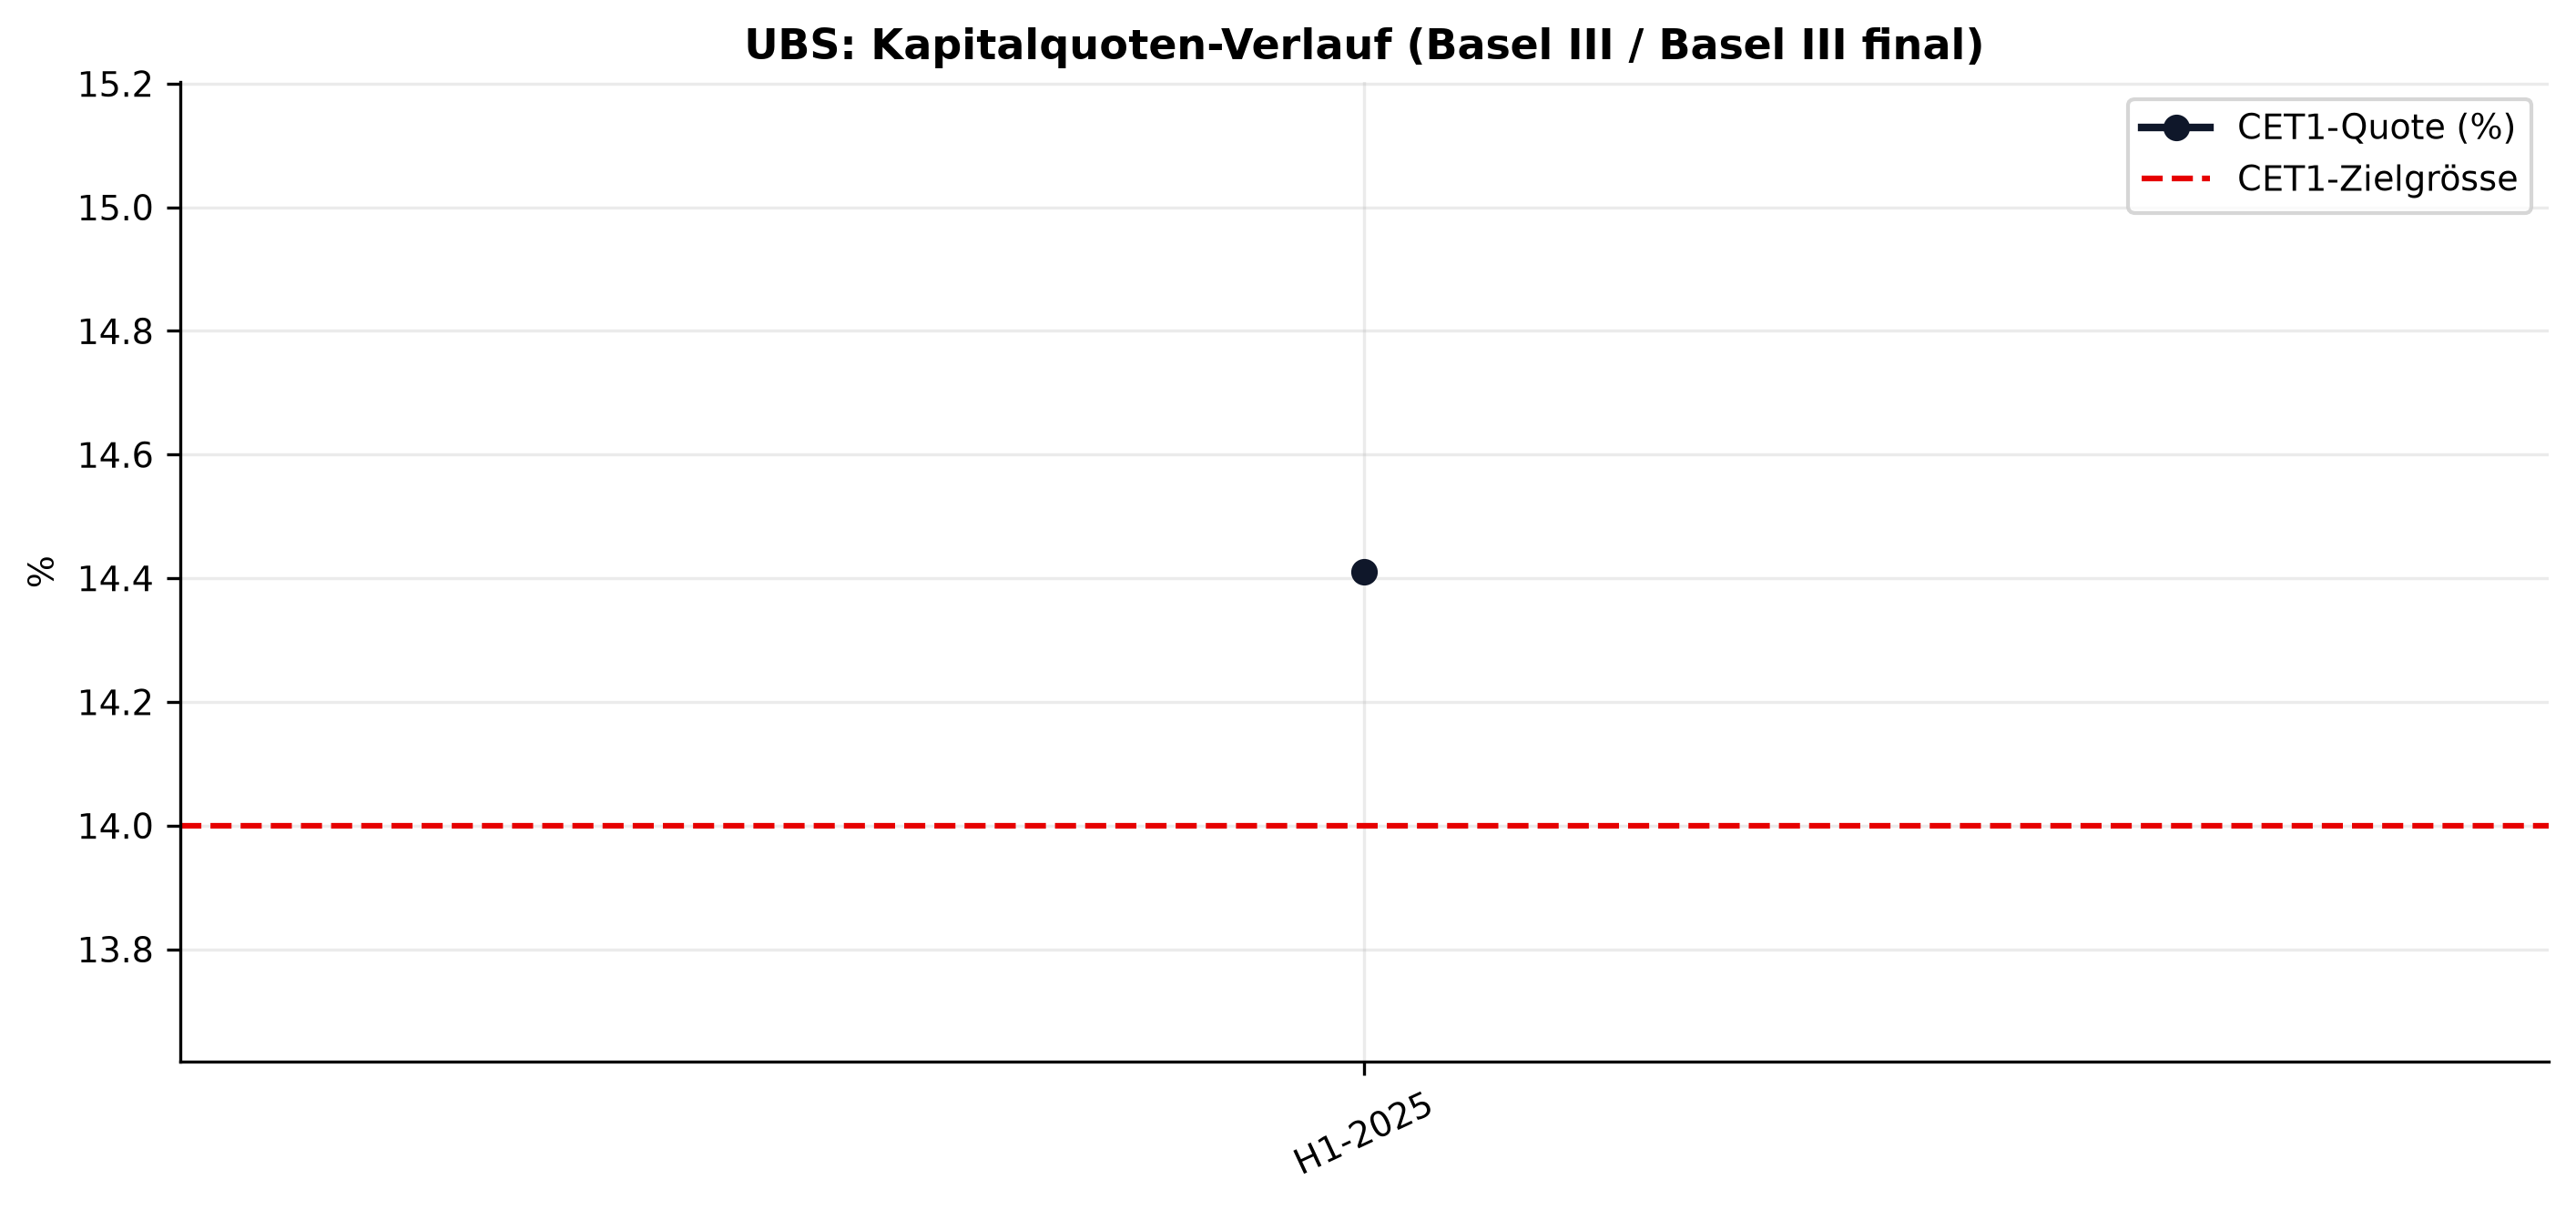 UBS: Kapitalquoten-Verlauf (Basel III / Basel III final)
CET1-Quote (%)
CET1-Zielgrösse
%
15.2
15.0
14.8
14.6
14.4
14.2
14.0
13.8
H1-2025